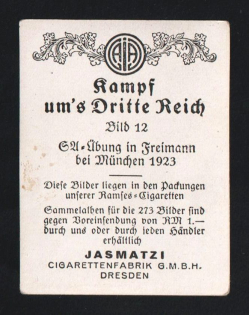 Kampf
um's Dritte Reich
Bild 12
SA-Übung in Freimann
bei München 1923
Diese Bilder liegen in den Packungen
unserer Ramses-Cigaretten
Sammelalben für die 273 Bilder sind
gegen Voreinsendung von RM 1.—
durch uns oder durch jeden Händler
erhältlich
JASMATZI
CIGARETTENFABRIK G.M.B.H.
DRESDEN